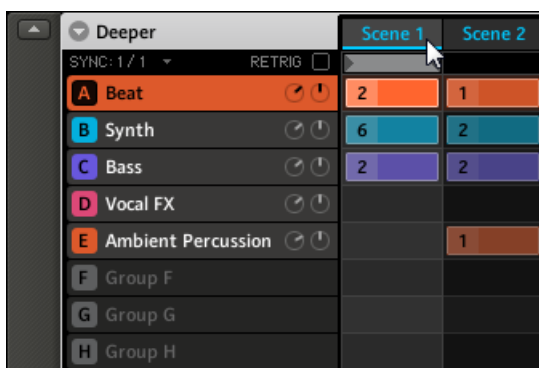 Deeper Scene 1 Scene 2
SYNC: 1 / 1 RETRIG
A Beat 2 1
B Synth 6 2
C Bass 2 2
D Vocal FX
E Ambient Percussion 1
F Group F
G Group G
H Group H